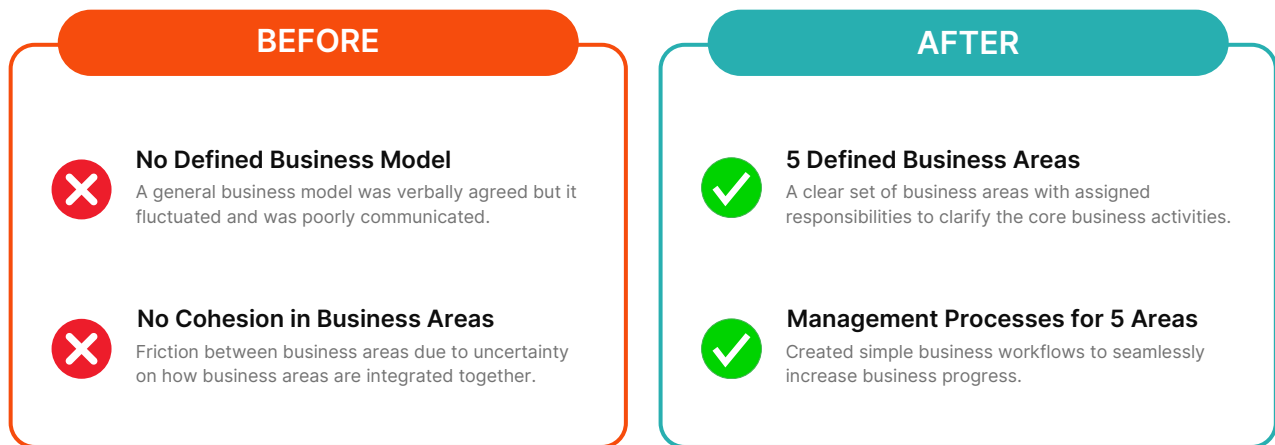 BEFORE
No Defined Business Model
A general business model was verbally agreed but it
fluctuated and was poorly communicated.
No Cohesion in Business Areas
Friction between business areas due to uncertainty
on how business areas are integrated together.
AFTER
5 Defined Business Areas
A clear set of business areas with assigned
responsibilities to clarify the core business activities.
Management Processes for 5 Areas
Created simple business workflows to seamlessly
increase business progress.